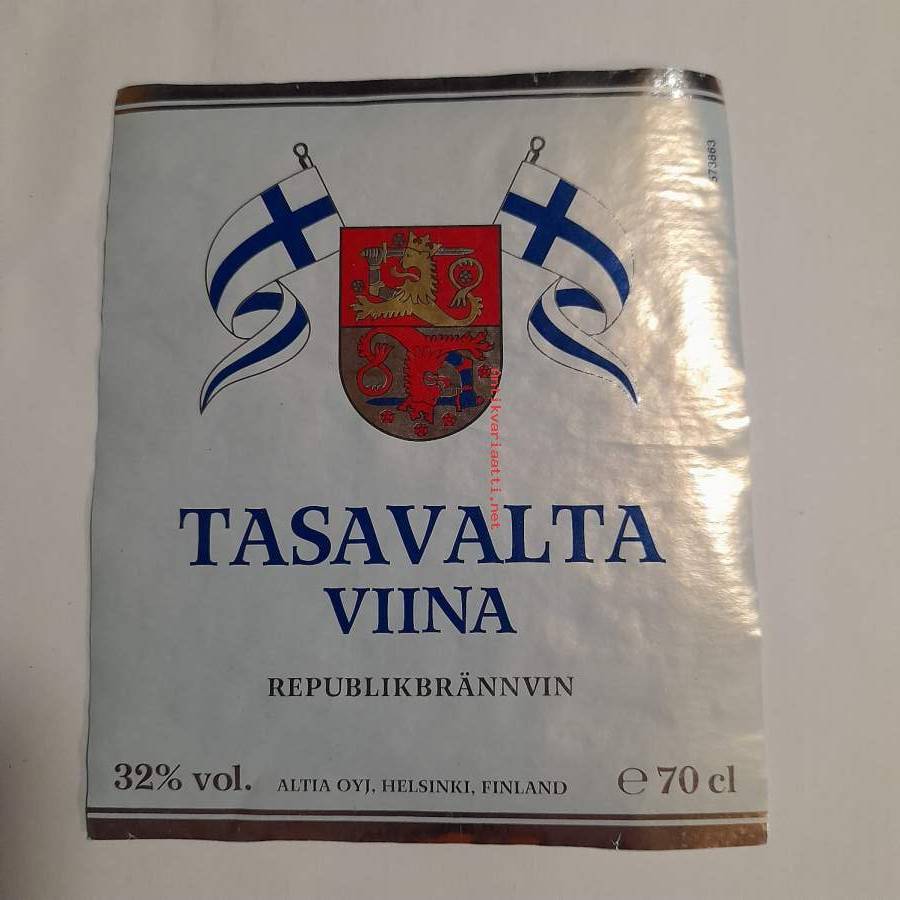 573863
Antikvariaatti.net
TASAVALTA
VIINA
REPUBLIKBRÄNNVIN
32% vol. ALTIA OYJ, HELSINKI, FINLAND ℮ 70 cl